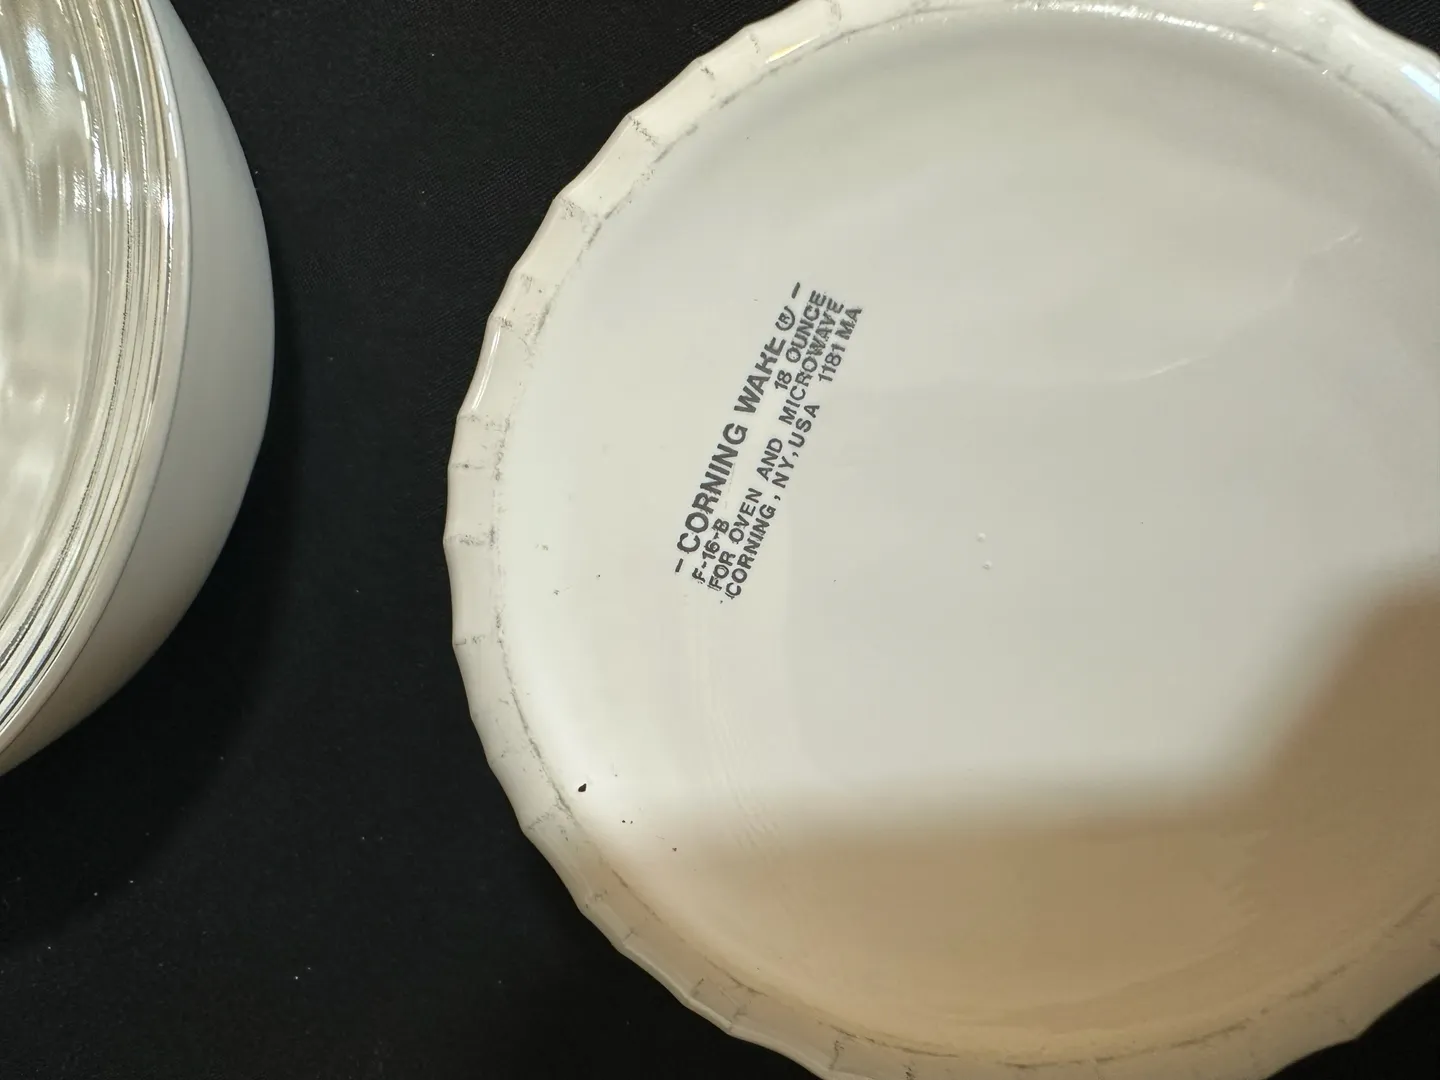 - CORNING WARE ® -
F-16-B 18 OUNCE
FOR OVEN AND MICROWAVE
CORNING, NY, USA 1181 MA